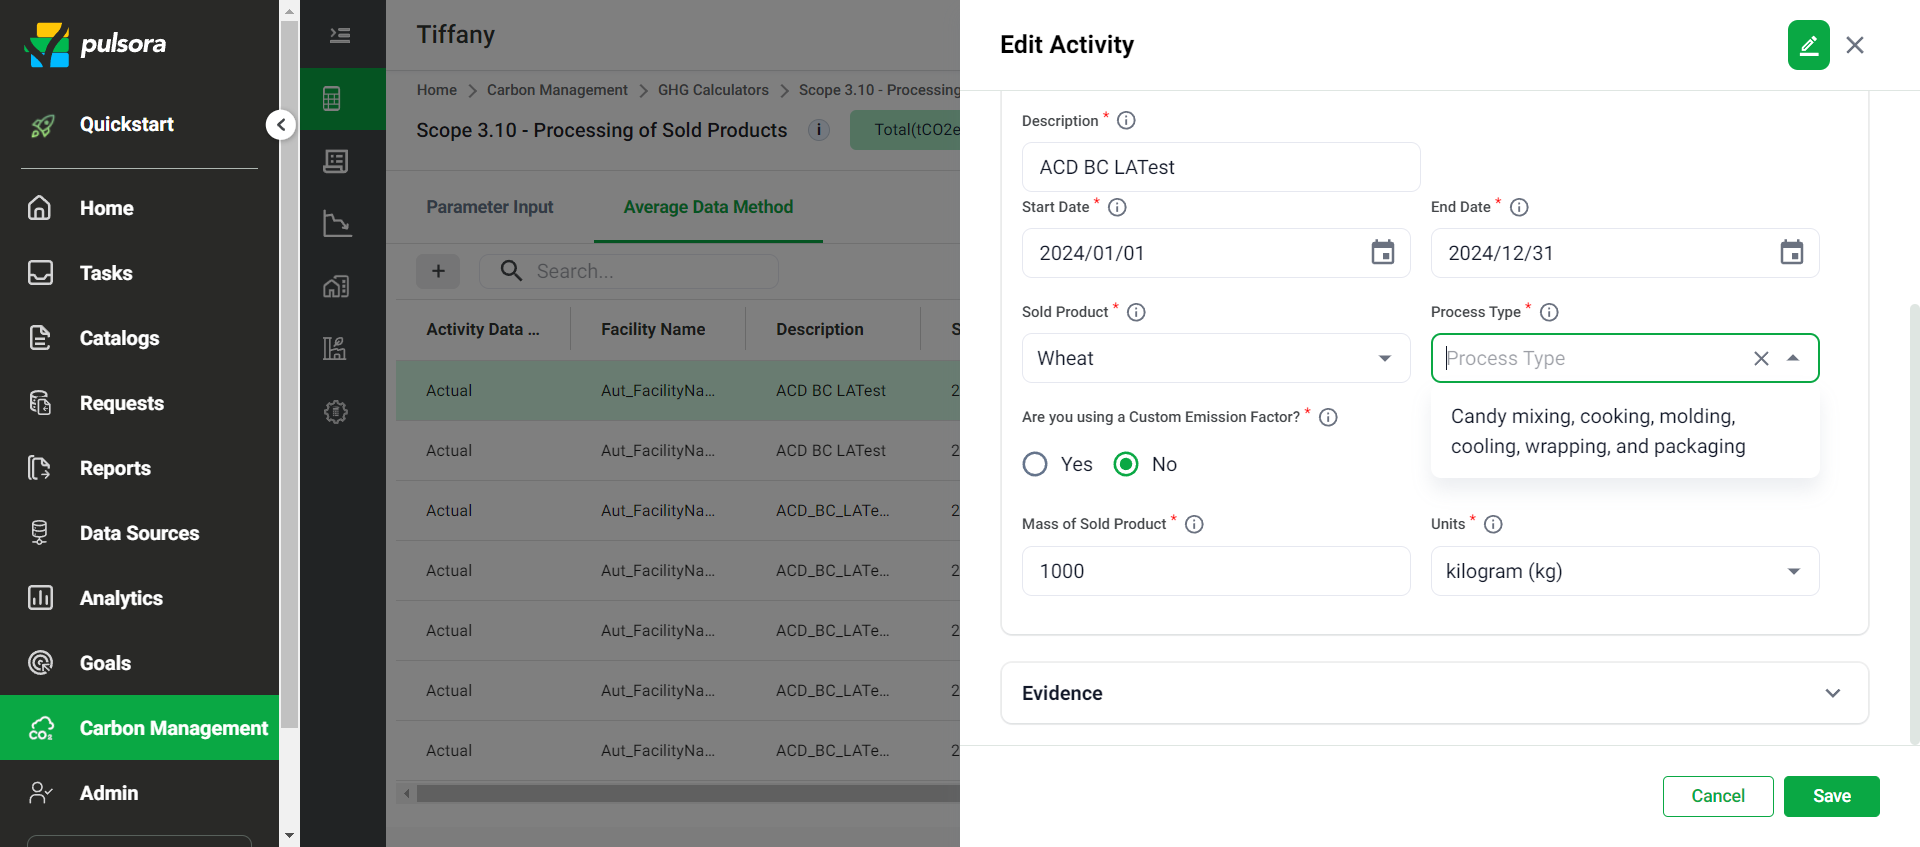 pulsora
Quickstart
Home
Tasks
Catalogs
Requests
Reports
Data Sources
Analytics
Goals
Carbon Management
Admin
Tiffany
Home > Carbon Management > GHG Calculators > Scope 3.10 - Processing
Scope 3.10 - Processing of Sold Products i Total(tCO2e
Parameter Input Average Data Method
+ Search...
Activity Data ... Facility Name Description S
Actual Aut_FacilityNa... ACD BC LATest 2
Actual Aut_FacilityNa... ACD BC LATest 2
Actual Aut_FacilityNa... ACD_BC_LATe... 2
Actual Aut_FacilityNa... ACD_BC_LATe... 2
Actual Aut_FacilityNa... ACD_BC_LATe... 2
Actual Aut_FacilityNa... ACD_BC_LATe... 2
Actual Aut_FacilityNa... ACD_BC_LATe... 2
Edit Activity
Description *
ACD BC LATest
Start Date * End Date *
2024/01/01 2024/12/31
Sold Product * Process Type *
Wheat Process Type
Candy mixing, cooking, molding,
cooling, wrapping, and packaging
Are you using a Custom Emission Factor? *
Yes No
Mass of Sold Product * Units *
1000 kilogram (kg)
Evidence
Cancel Save